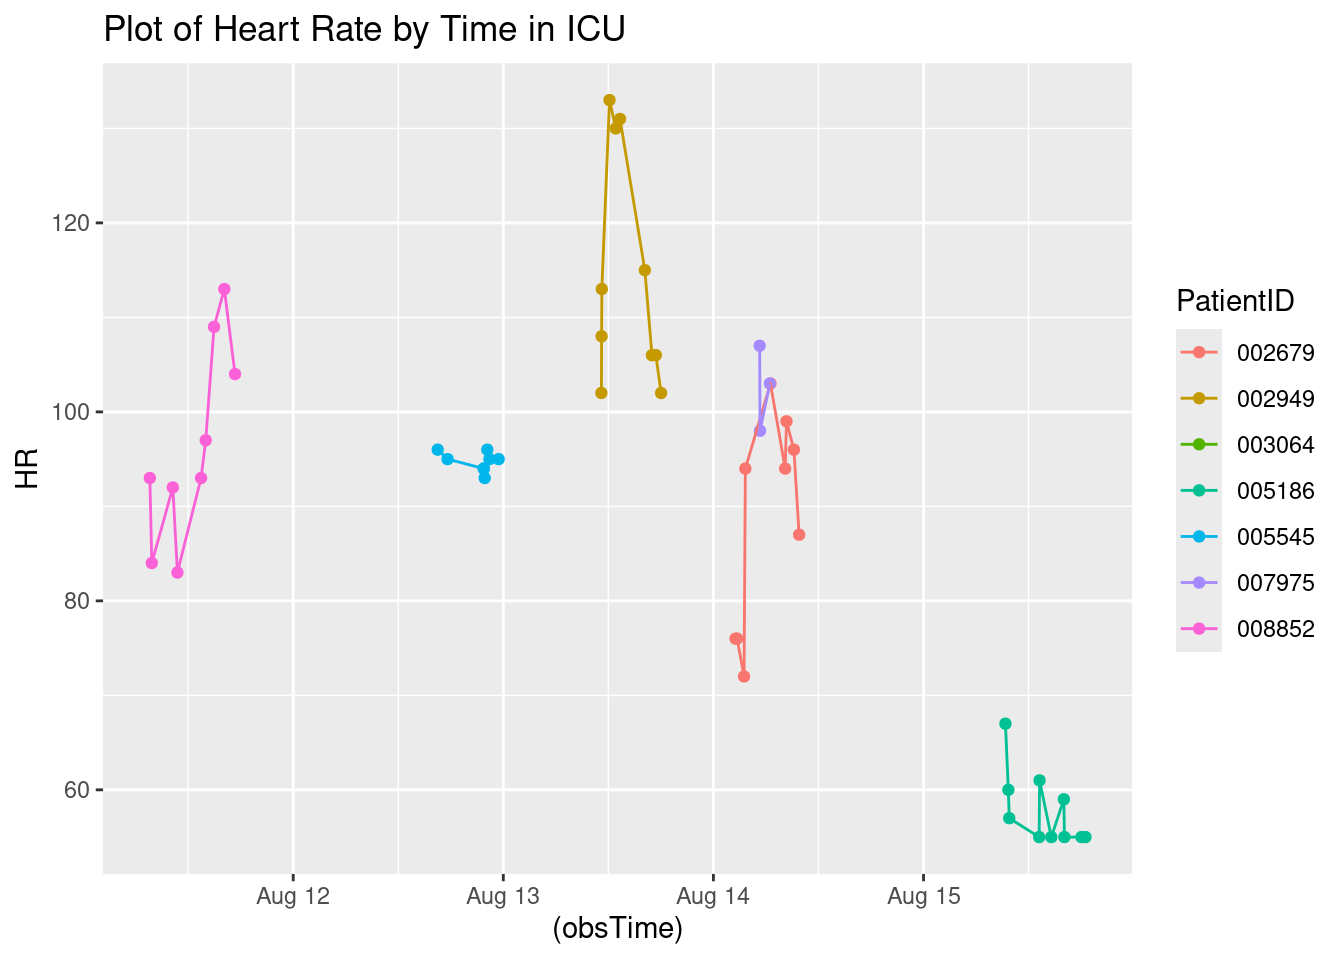 Plot of Heart Rate by Time in ICU
HR
120
100
80
60
Aug 12
Aug 13
Aug 14
Aug 15
(obsTime)
PatientID
002679
002949
003064
005186
005545
007975
008852